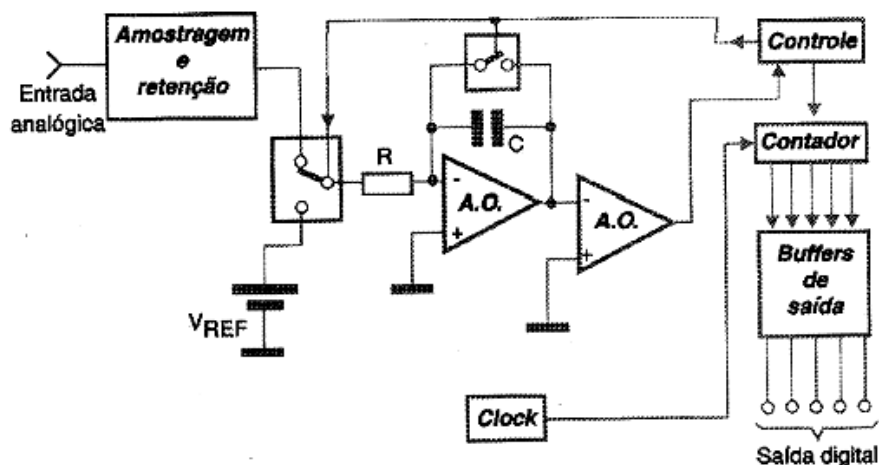 Amostragem
e
retenção
Entrada
analógica
Controle
Contador
R
C
-
A.O.
+
-
A.O.
+
Buffers
de
saída
VREF
Clock
Saída digital